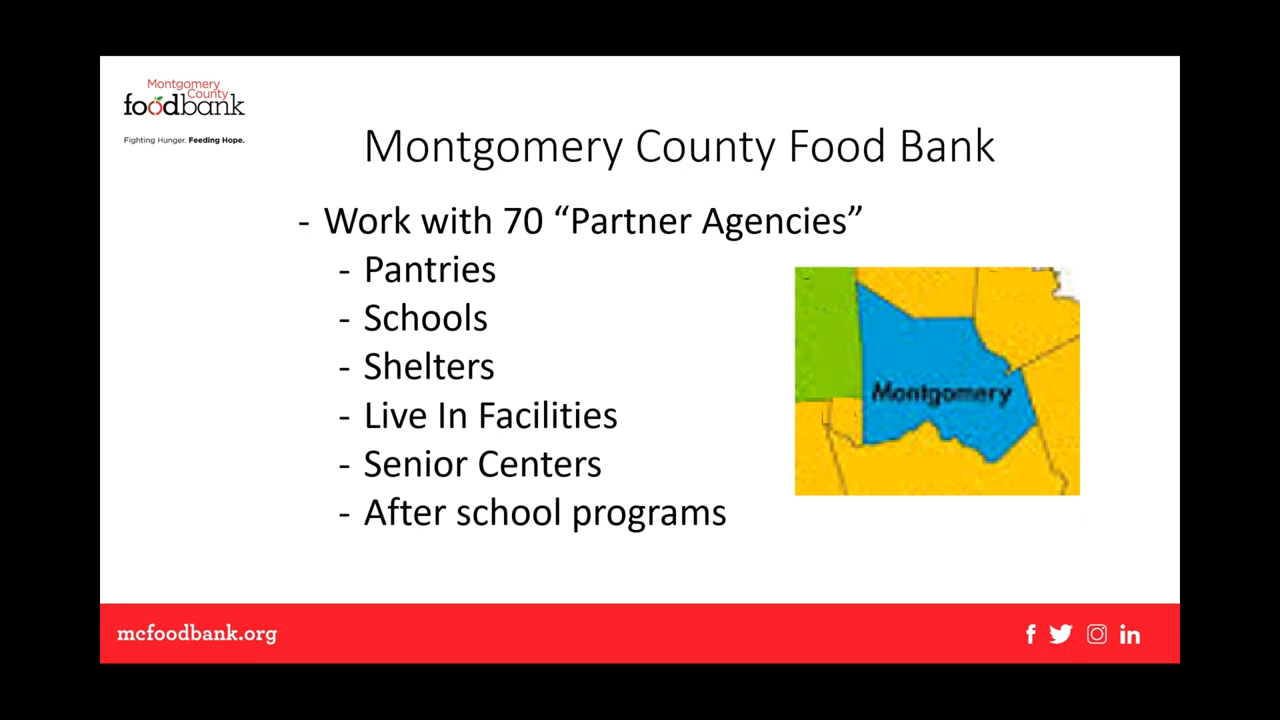 Montgomery
County
foodbank
Fighting Hunger. Feeding Hope.
Montgomery County Food Bank
- Work with 70 “Partner Agencies”
- Pantries
- Schools
- Shelters
- Live In Facilities
- Senior Centers
- After school programs
Montgomery
mcfoodbank.org